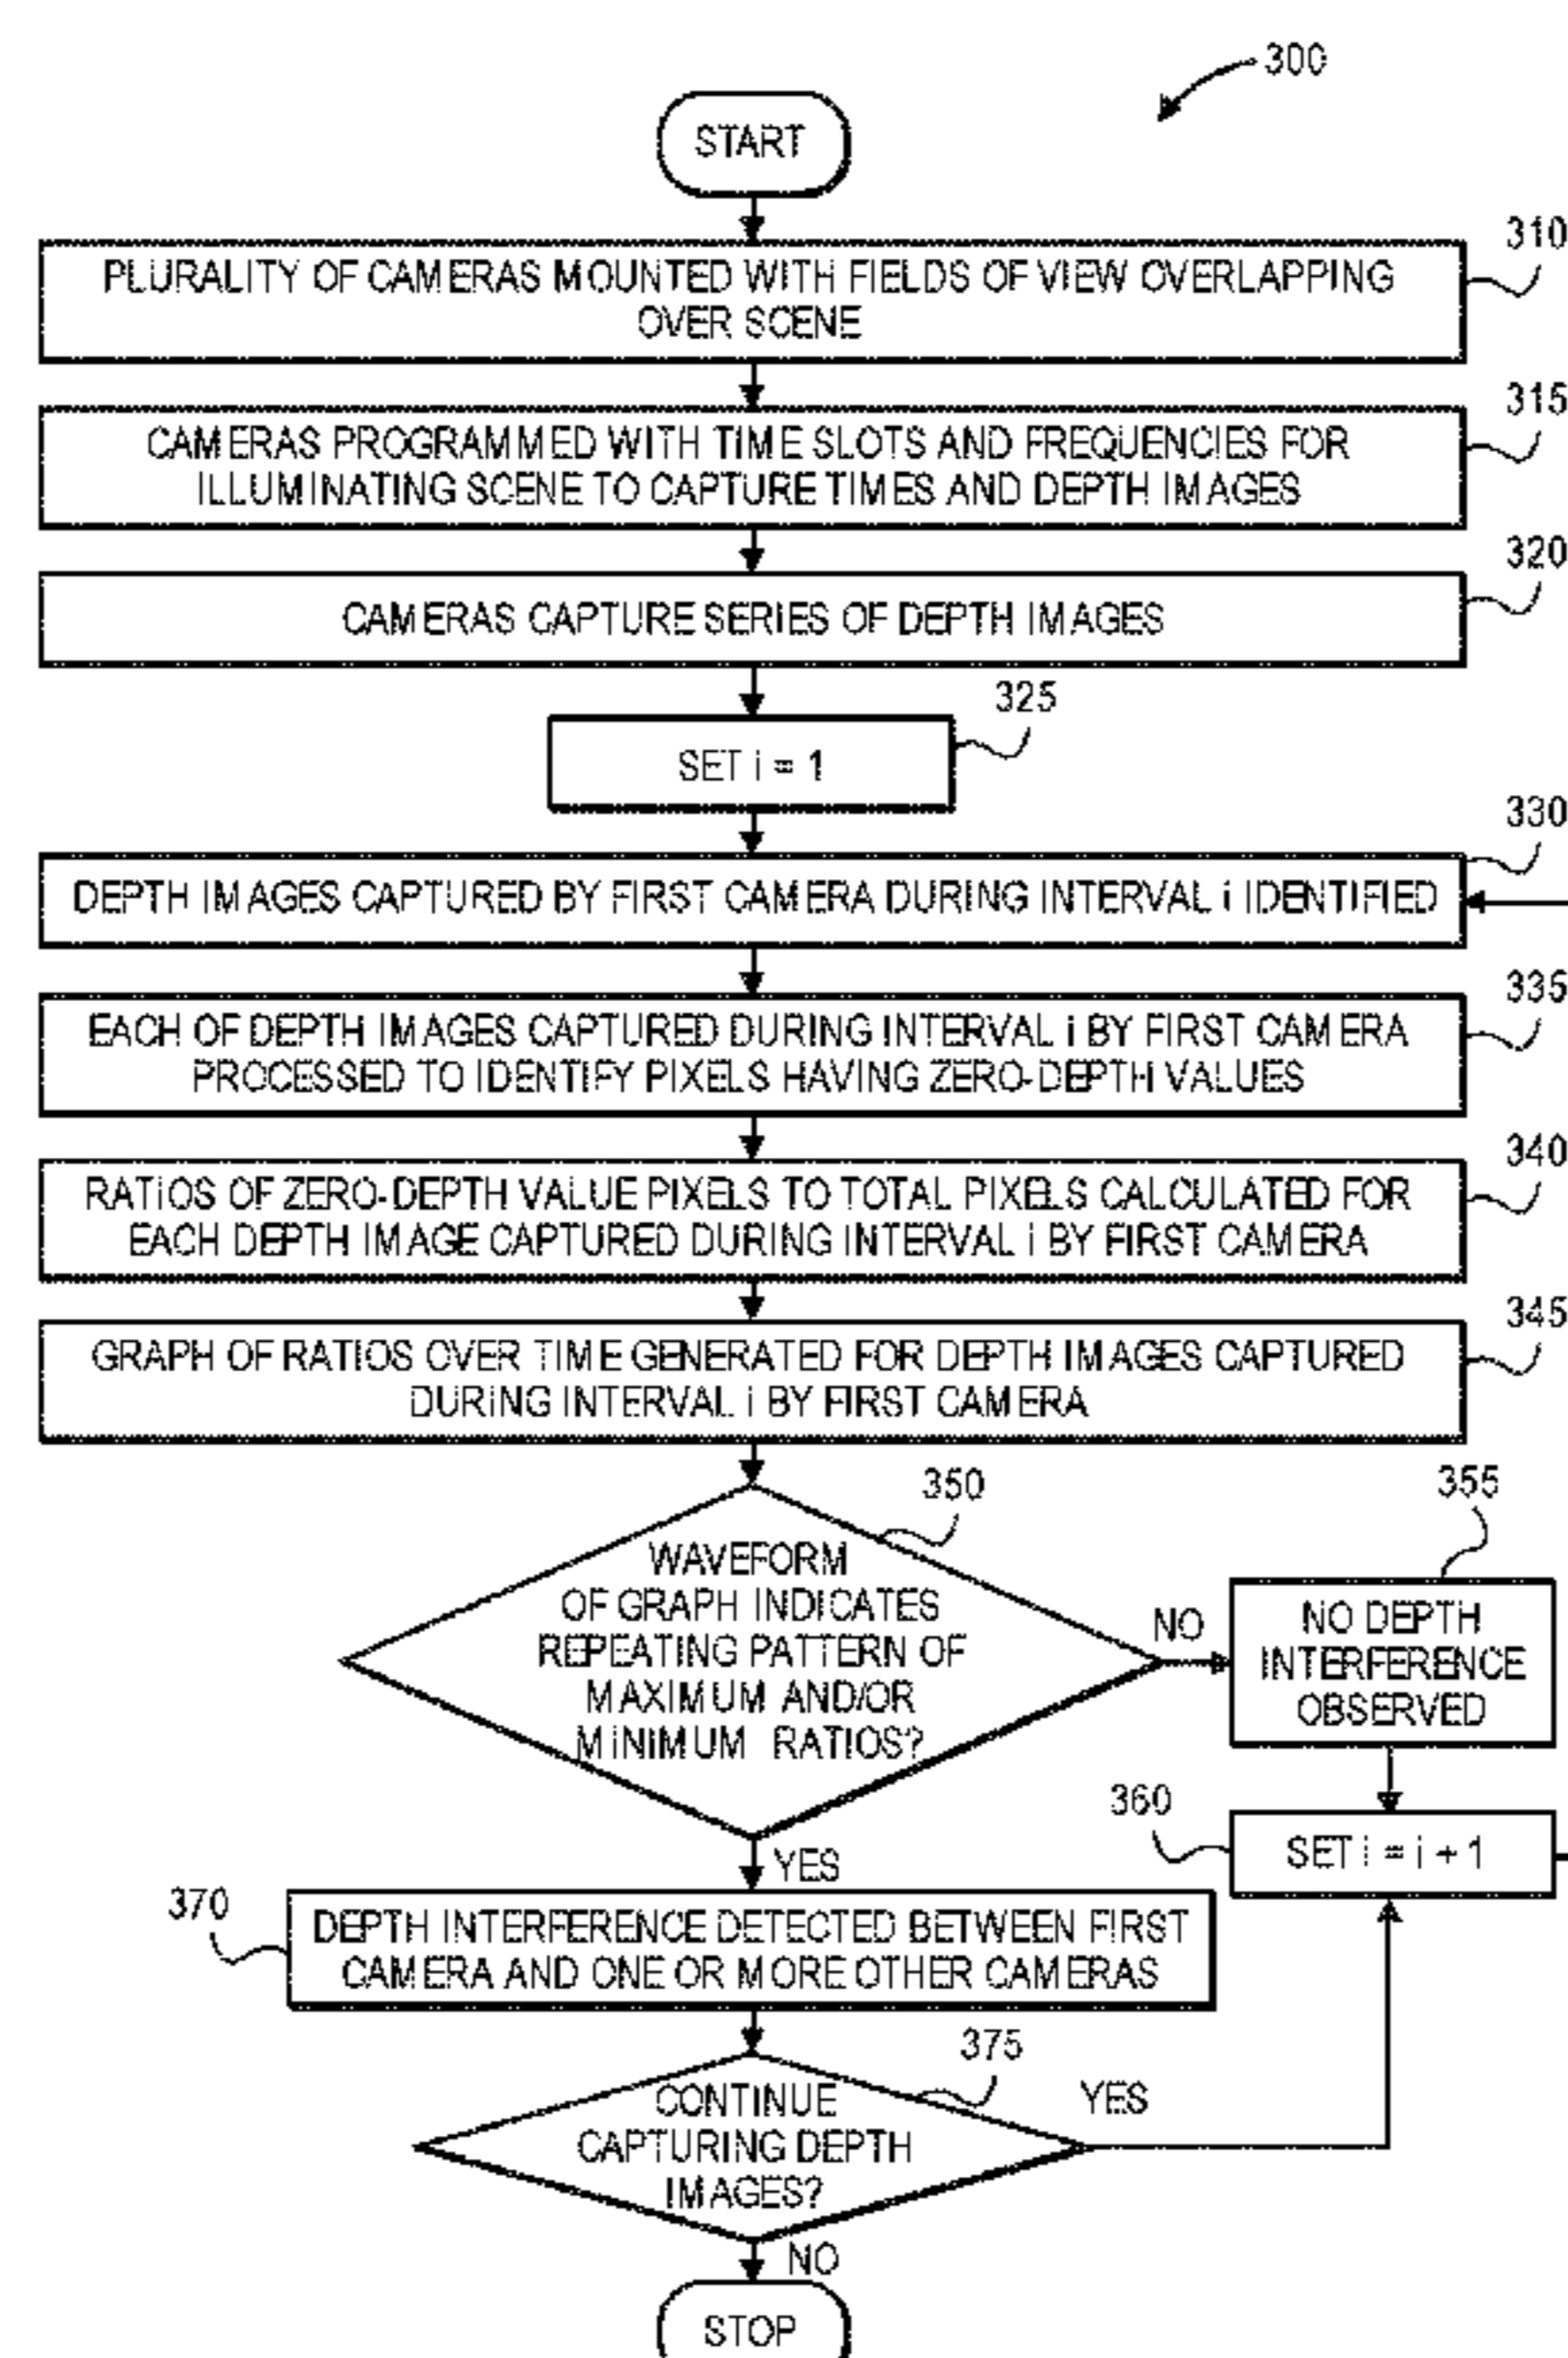 300
START
310
PLURALITY OF CAMERAS MOUNTED WITH FIELDS OF VIEW OVERLAPPING
OVER SCENE
315
CAMERAS PROGRAMMED WITH TIME SLOTS AND FREQUENCIES FOR
ILLUMINATING SCENE TO CAPTURE TIMES AND DEPTH IMAGES
320
CAMERAS CAPTURE SERIES OF DEPTH IMAGES
325
SET i = 1
330
DEPTH IMAGES CAPTURED BY FIRST CAMERA DURING INTERVAL i IDENTIFIED
335
EACH OF DEPTH IMAGES CAPTURED DURING INTERVAL i BY FIRST CAMERA
PROCESSED TO IDENTIFY PIXELS HAVING ZERO-DEPTH VALUES
340
RATIOS OF ZERO-DEPTH VALUE PIXELS TO TOTAL PIXELS CALCULATED FOR
EACH DEPTH IMAGE CAPTURED DURING INTERVAL i BY FIRST CAMERA
345
GRAPH OF RATIOS OVER TIME GENERATED FOR DEPTH IMAGES CAPTURED
DURING INTERVAL i BY FIRST CAMERA
350
WAVEFORM
OF GRAPH INDICATES
REPEATING PATTERN OF
MAXIMUM AND/OR
MINIMUM RATIOS?
NO
355
NO DEPTH
INTERFERENCE
OBSERVED
360
SET i = i + 1
YES
370
DEPTH INTERFERENCE DETECTED BETWEEN FIRST
CAMERA AND ONE OR MORE OTHER CAMERAS
375
CONTINUE
CAPTURING DEPTH
IMAGES?
YES
NO
STOP